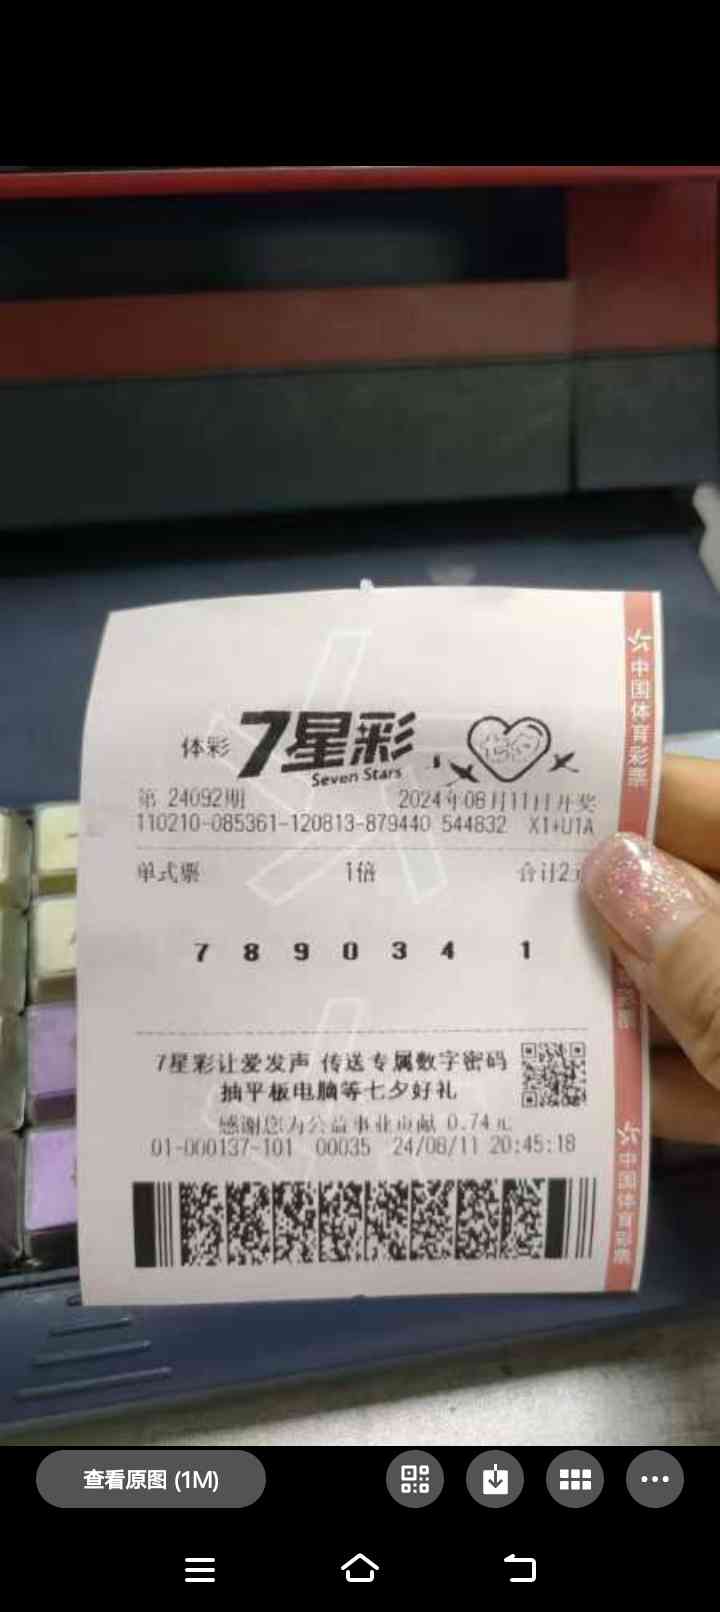 体彩 7星彩
Seven Stars
中国体育彩票
第 24092期 2024年08月11日开奖
110210-085361-120813-879440 544832 X1+U1A
单式票 1倍 合计2元
7 8 9 0 3 4 1
7星彩让爱发声 传送专属数字密码
抽平板电脑等七夕好礼
感谢您为公益事业贡献 0.74元
01-000137-101 00035 24/08/11 20:45:18
中国体育彩票
查看原图 (1M)